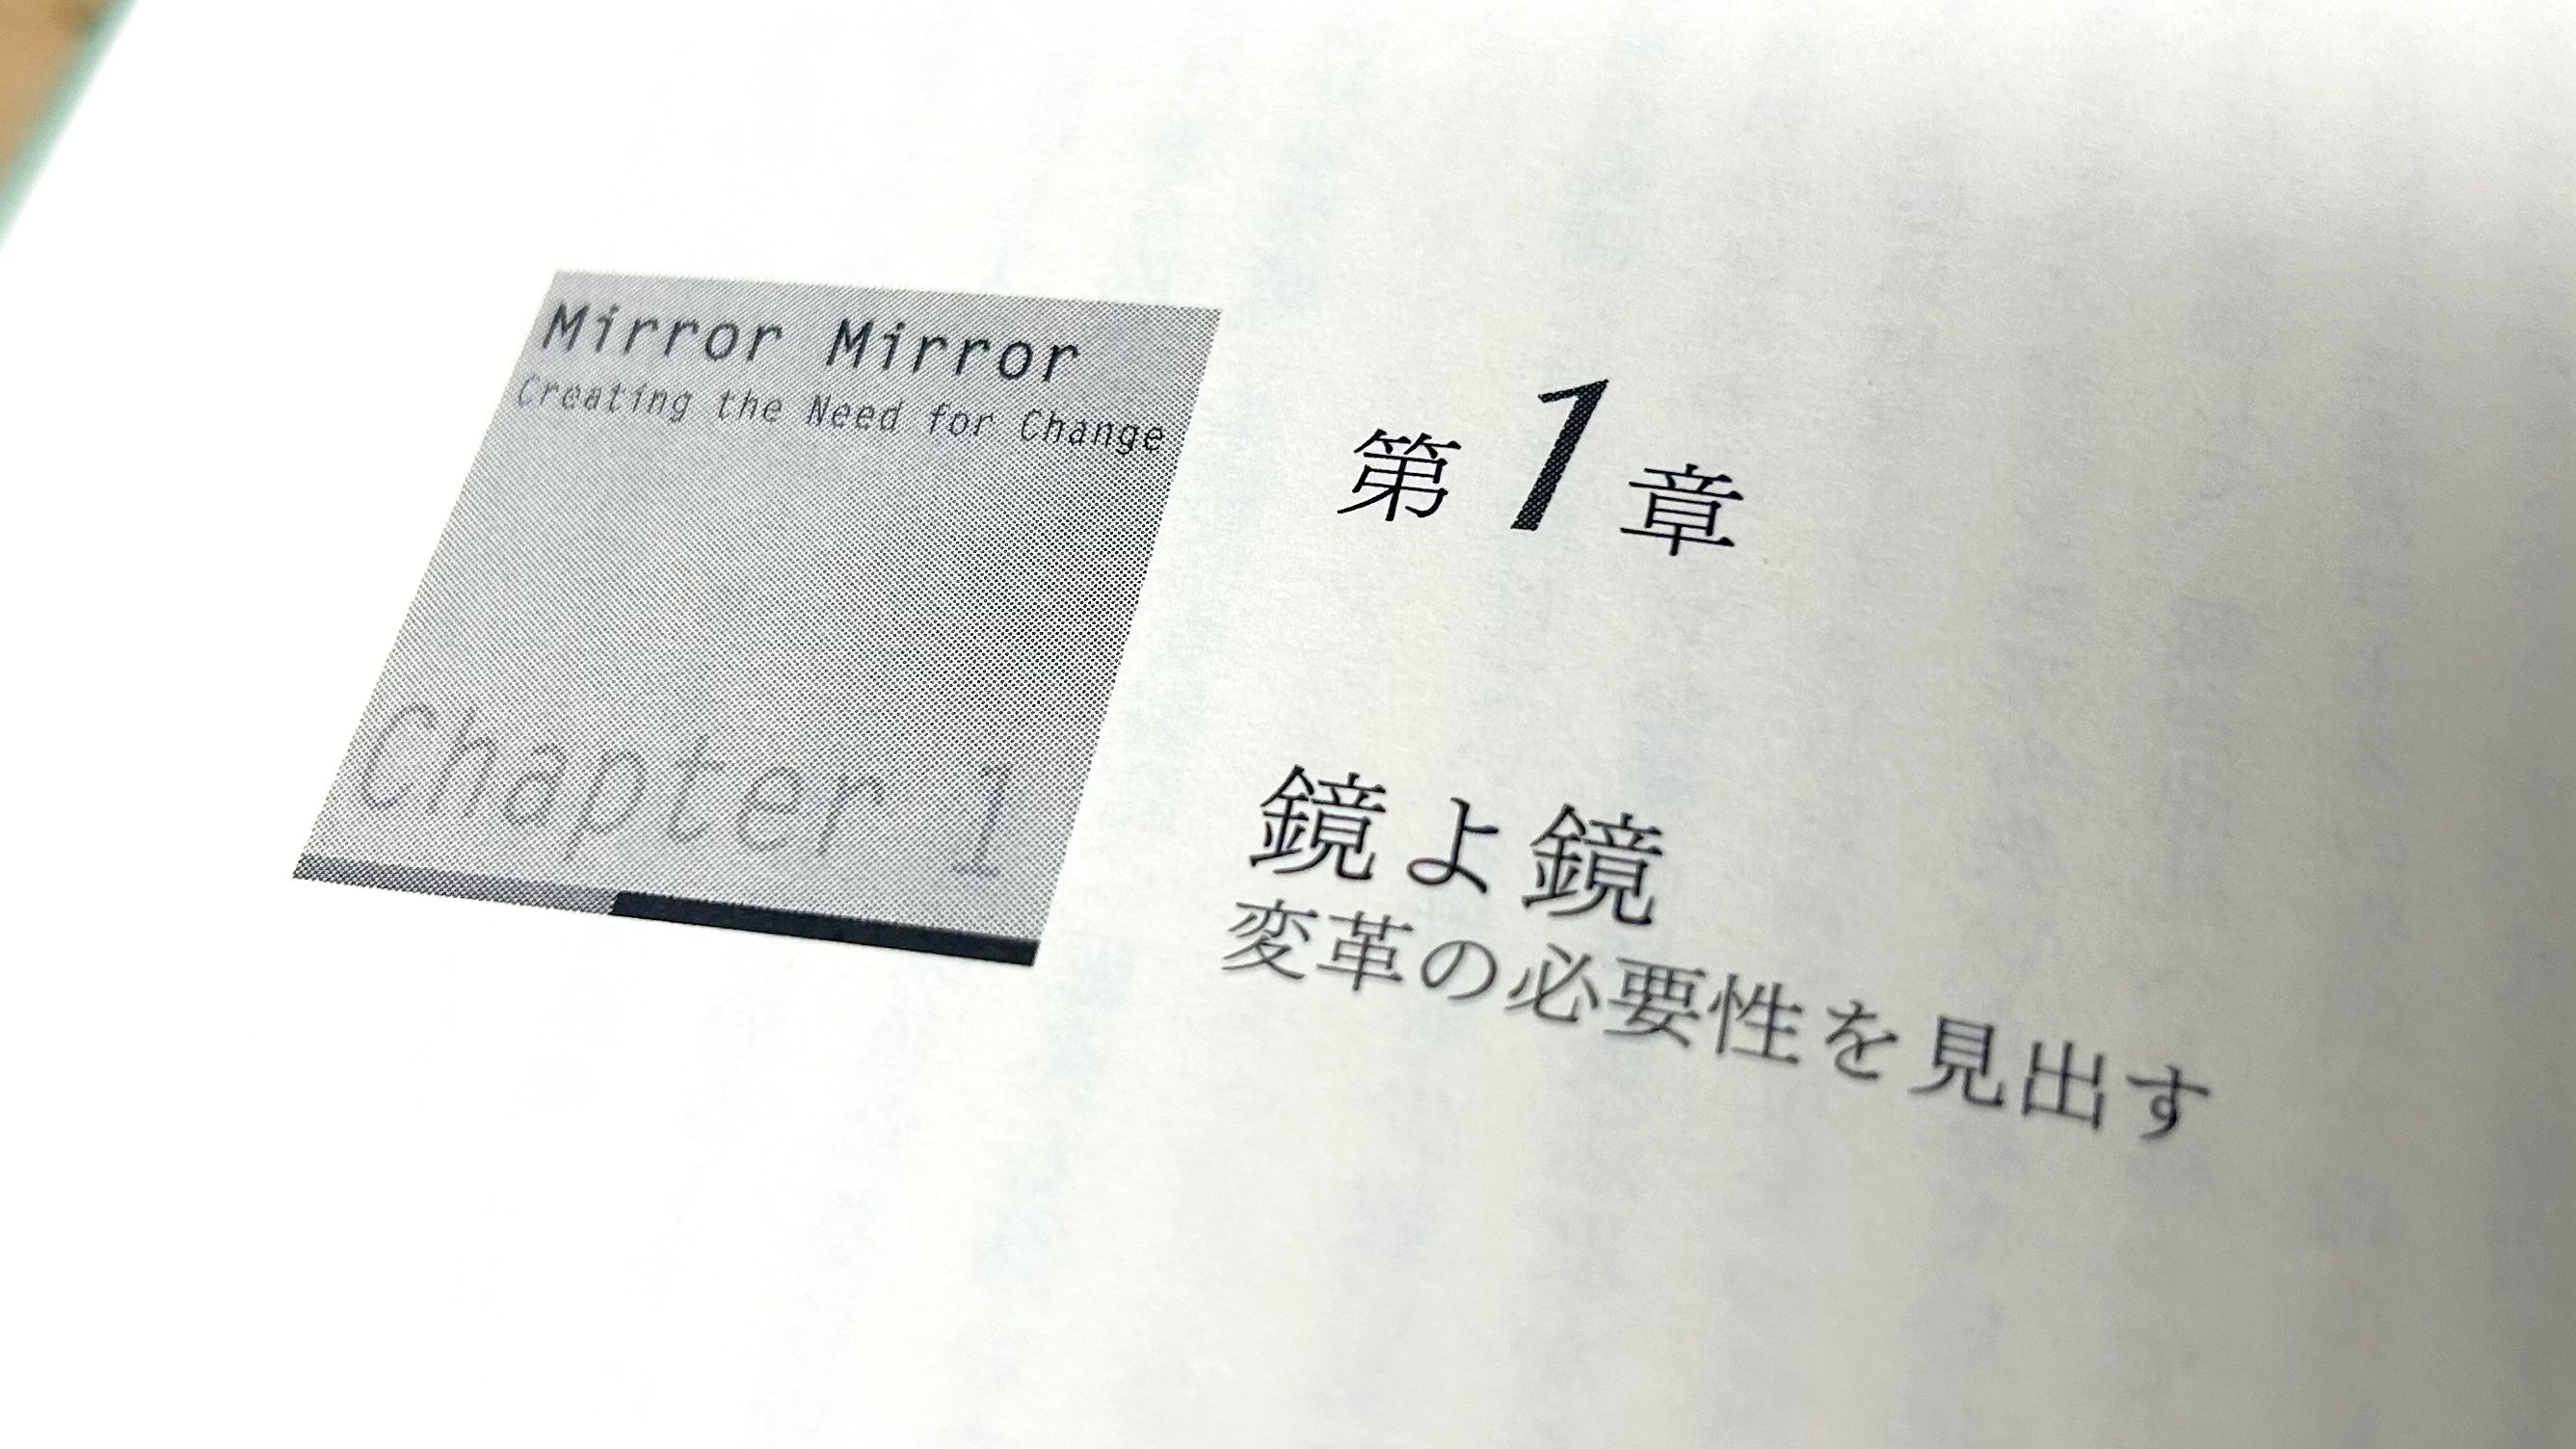 Mirror Mirror
Creating the Need for Change
Chapter 1
第1章
鏡よ鏡
変革の必要性を見出す